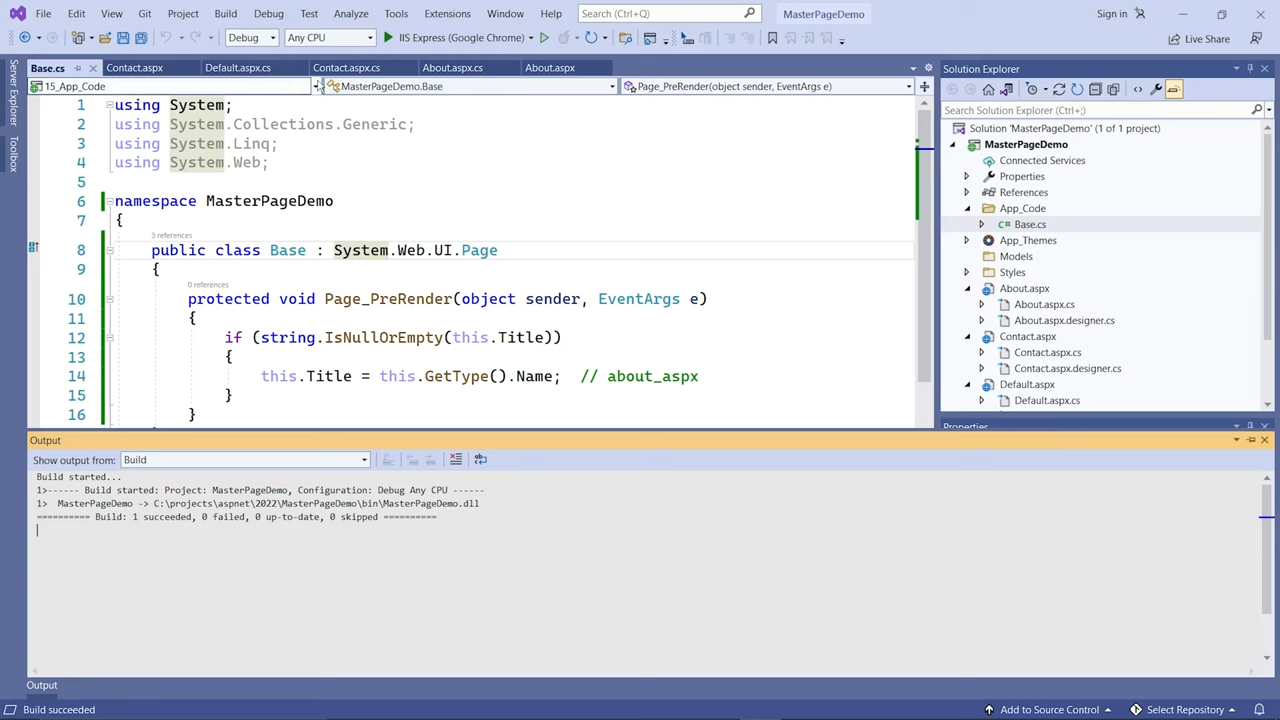 File Edit View Git Project Build Debug Test Analyze Tools Extensions Window Help Search (Ctrl+Q) MasterPageDemo Sign in
Debug Any CPU IIS Express (Google Chrome) Live Share
Base.cs Contact.aspx Default.aspx.cs Contact.aspx.cs About.aspx.cs About.aspx
15_App_Code MasterPageDemo.Base Page_PreRender(object sender, EventArgs e)
Server Explorer
Toolbox
1 using System;
2 using System.Collections.Generic;
3 using System.Linq;
4 using System.Web;
5
6 namespace MasterPageDemo
7 {
3 references
8 public class Base : System.Web.UI.Page
9 {
0 references
10 protected void Page_PreRender(object sender, EventArgs e)
11 {
12 if (string.IsNullOrEmpty(this.Title))
13 {
14 this.Title = this.GetType().Name; // about_aspx
15 }
16 }
Solution Explorer
Search Solution Explorer (Ctrl+;)
Solution 'MasterPageDemo' (1 of 1 project)
MasterPageDemo
Connected Services
Properties
References
App_Code
Base.cs
App_Themes
Models
Styles
About.aspx
About.aspx.cs
About.aspx.designer.cs
Contact.aspx
Contact.aspx.cs
Contact.aspx.designer.cs
Default.aspx
Default.aspx.cs
Properties
Output
Show output from: Build
Build started...
1>------ Build started: Project: MasterPageDemo, Configuration: Debug Any CPU ------
1> MasterPageDemo -> C:\projects\aspnet\2022\MasterPageDemo\bin\MasterPageDemo.dll
========== Build: 1 succeeded, 0 failed, 0 up-to-date, 0 skipped ==========
Output
Build succeeded Add to Source Control Select Repository